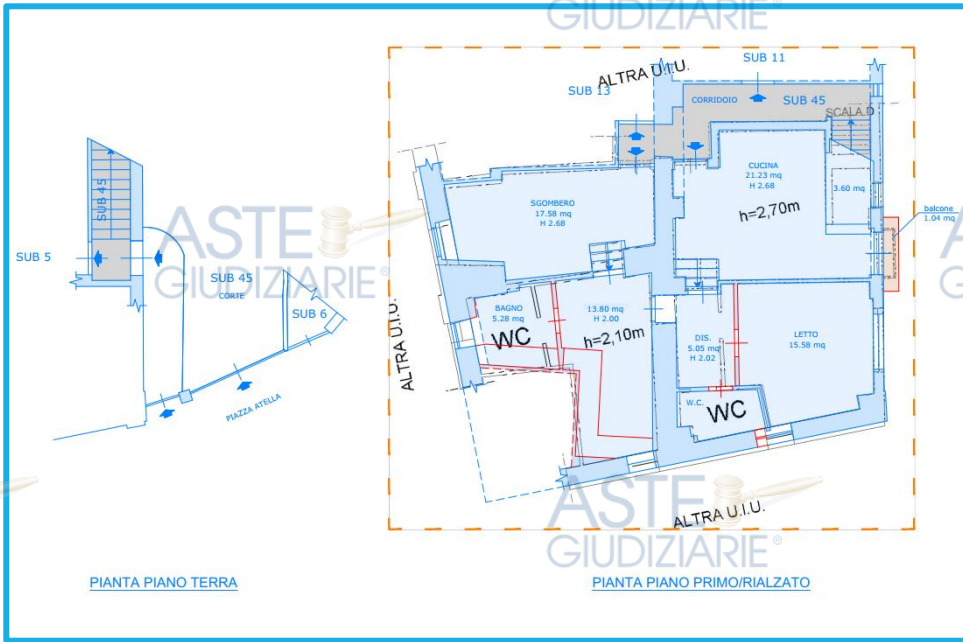 ASTE
GIUDIZIARIE®
SUB 45
SUB 5
SUB 45
CORTE
SUB 6
PIAZZA ATELLA
PIANTA PIANO TERRA
ALTRA U.I.U.
SUB 11
SUB 13
CORRIDOIO
SUB 45
SCALA D
CUCINA
21.23 mq
H 2.68
h=2,70m
3.60 mq
balcone
1.04 mq
SGOMBERO
17.58 mq
H 2.68
BAGNO
5.28 mq
WC
13.80 mq
H 2.00
h=2,10m
DIS.
5.05 mq
H 2.02
LETTO
15.58 mq
W.C.
WC
ALTRA U.I.U.
ALTRA U.I.U.
ASTE
GIUDIZIARIE®
GIUDIZIARIE®
PIANTA PIANO PRIMO/RIALZATO